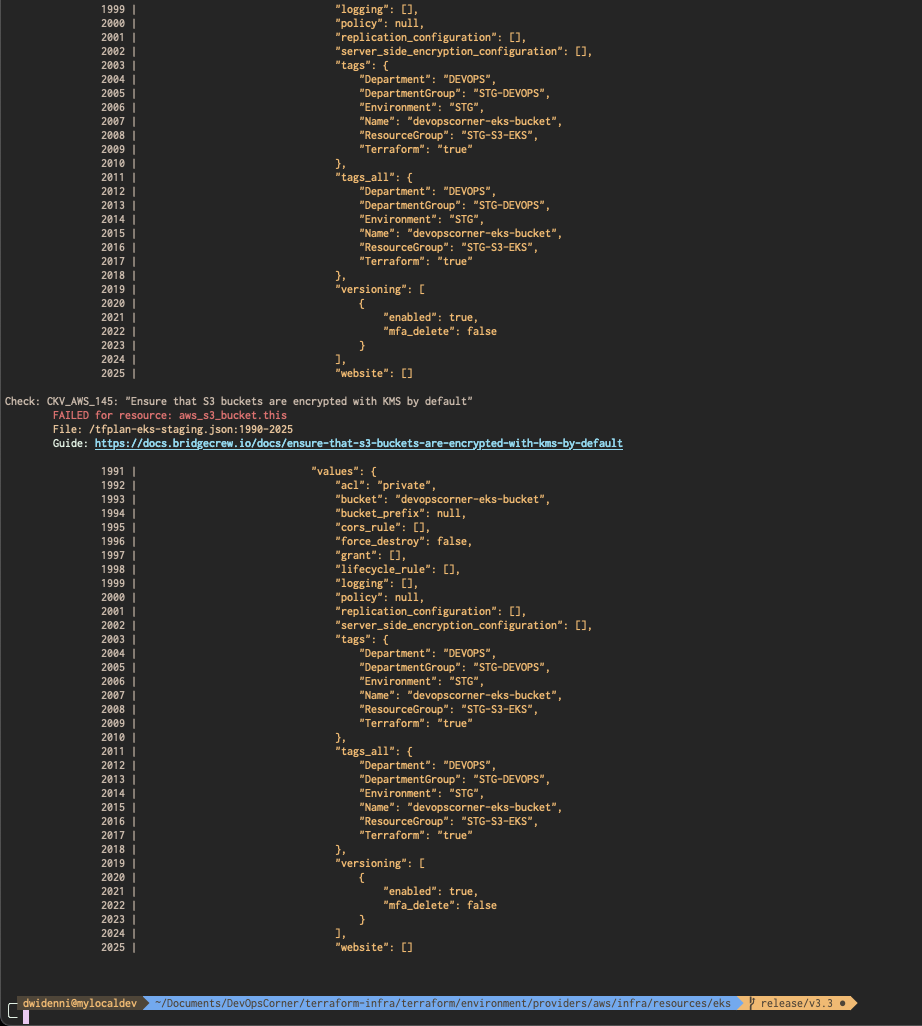 1999 | "logging": [],
2000 | "policy": null,
2001 | "replication_configuration": [],
2002 | "server_side_encryption_configuration": [],
2003 | "tags": {
2004 | "Department": "DEVOPS",
2005 | "DepartmentGroup": "STG-DEVOPS",
2006 | "Environment": "STG",
2007 | "Name": "devopscorner-eks-bucket",
2008 | "ResourceGroup": "STG-S3-EKS",
2009 | "Terraform": "true"
2010 | },
2011 | "tags_all": {
2012 | "Department": "DEVOPS",
2013 | "DepartmentGroup": "STG-DEVOPS",
2014 | "Environment": "STG",
2015 | "Name": "devopscorner-eks-bucket",
2016 | "ResourceGroup": "STG-S3-EKS",
2017 | "Terraform": "true"
2018 | },
2019 | "versioning": [
2020 | {
2021 | "enabled": true,
2022 | "mfa_delete": false
2023 | }
2024 | ],
2025 | "website": []
Check: CKV_AWS_145: "Ensure that S3 buckets are encrypted with KMS by default"
FAILED for resource: aws_s3_bucket.this
File: /tfplan-eks-staging.json:1990-2025
Guide: https://docs.bridgecrew.io/docs/ensure-that-s3-buckets-are-encrypted-with-kms-by-default
1991 | "values": {
1992 | "acl": "private",
1993 | "bucket": "devopscorner-eks-bucket",
1994 | "bucket_prefix": null,
1995 | "cors_rule": [],
1996 | "force_destroy": false,
1997 | "grant": [],
1998 | "lifecycle_rule": [],
1999 | "logging": [],
2000 | "policy": null,
2001 | "replication_configuration": [],
2002 | "server_side_encryption_configuration": [],
2003 | "tags": {
2004 | "Department": "DEVOPS",
2005 | "DepartmentGroup": "STG-DEVOPS",
2006 | "Environment": "STG",
2007 | "Name": "devopscorner-eks-bucket",
2008 | "ResourceGroup": "STG-S3-EKS",
2009 | "Terraform": "true"
2010 | },
2011 | "tags_all": {
2012 | "Department": "DEVOPS",
2013 | "DepartmentGroup": "STG-DEVOPS",
2014 | "Environment": "STG",
2015 | "Name": "devopscorner-eks-bucket",
2016 | "ResourceGroup": "STG-S3-EKS",
2017 | "Terraform": "true"
2018 | },
2019 | "versioning": [
2020 | {
2021 | "enabled": true,
2022 | "mfa_delete": false
2023 | }
2024 | ],
2025 | "website": []
dwidenni@mylocaldev ~/Documents/DevOpsCorner/terraform-infra/terraform/environment/providers/aws/infra/resources/eks release/v3.3 ●